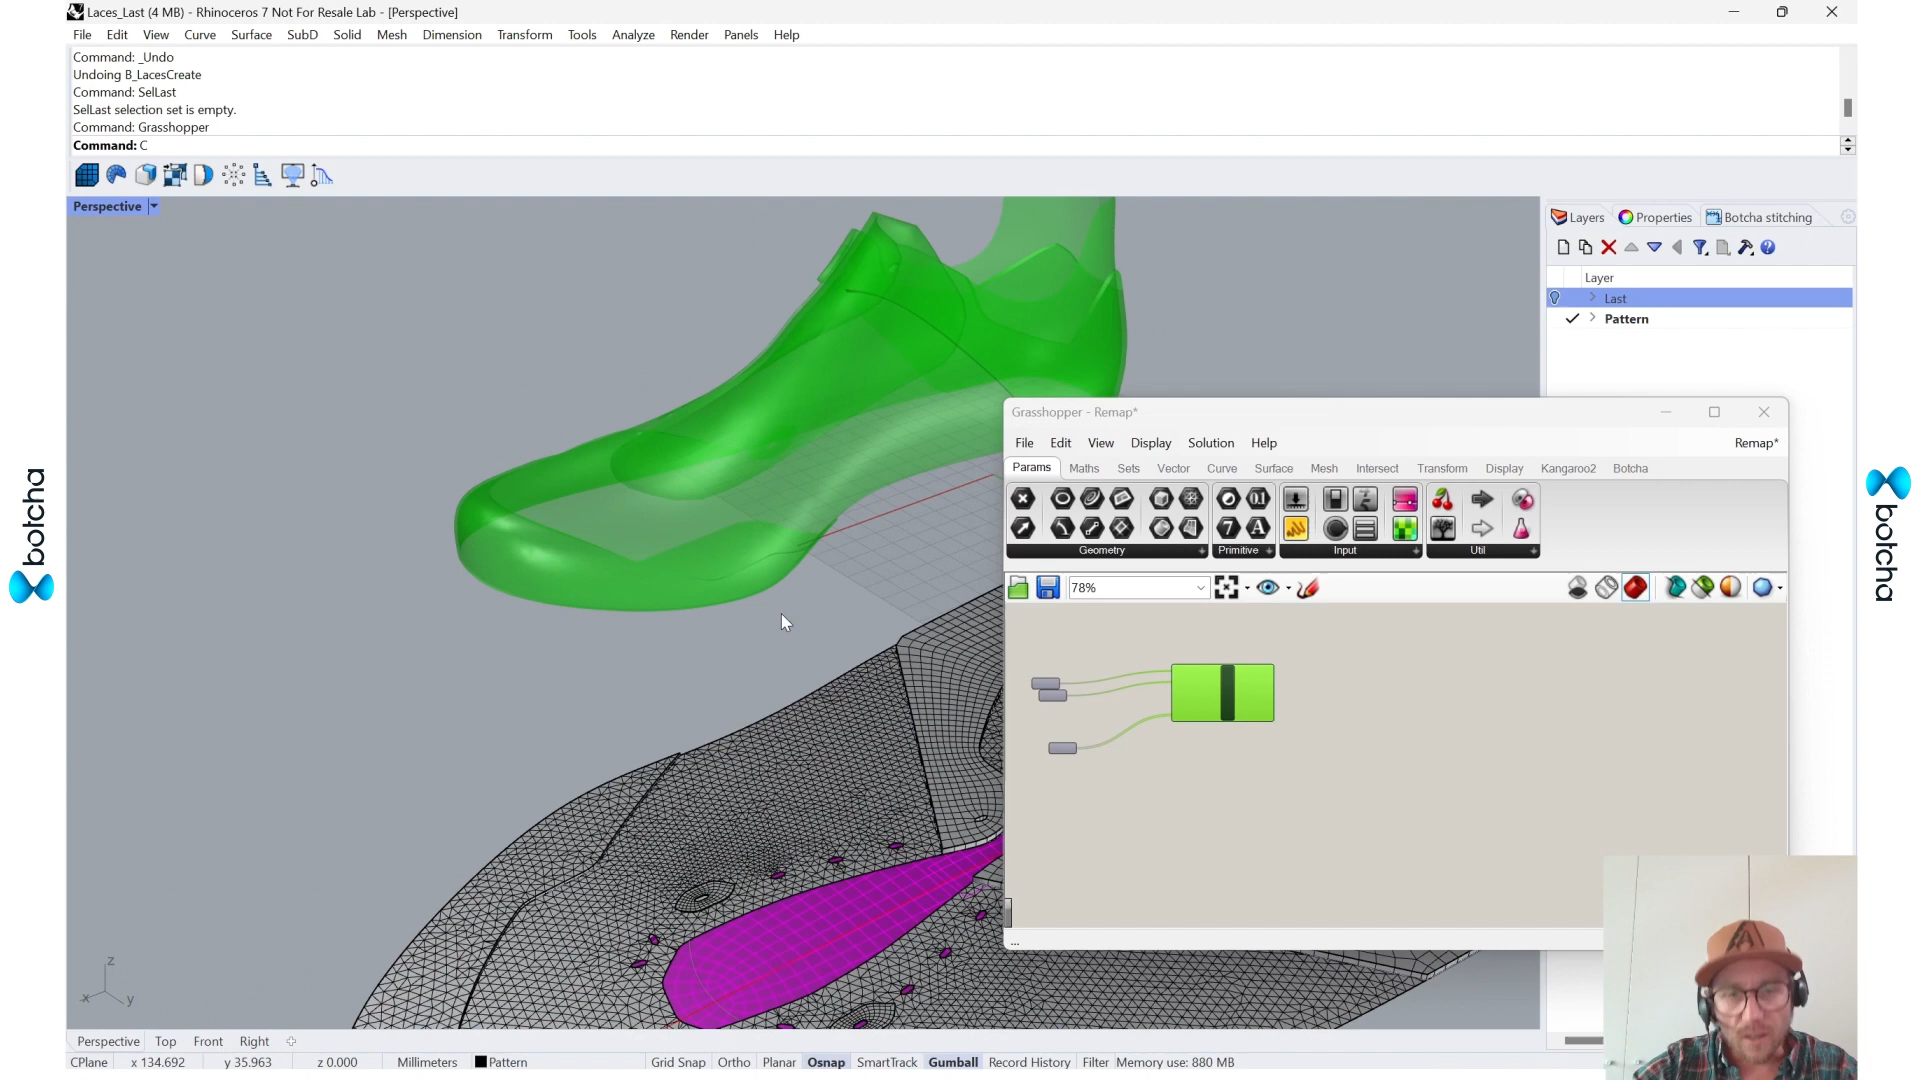 Laces_Last (4 MB) - Rhinoceros 7 Not For Resale Lab - [Perspective]
File Edit View Curve Surface SubD Solid Mesh Dimension Transform Tools Analyze Render Panels Help
Command: _Undo
Undoing B_LacesCreate
Command: SelLast
SelLast selection set is empty.
Command: Grasshopper
Command: C
Perspective
Layers Properties Botcha stitching
Layer
Last
Pattern
Grasshopper - Remap*
File Edit View Display Solution Help Remap*
Params Maths Sets Vector Curve Surface Mesh Intersect Transform Display Kangaroo2 Botcha
Geometry Primitive Input Util
78%
...
z
x y
Perspective Top Front Right
CPlane x 134.692 y 35.963 z 0.000 Millimeters Pattern Grid Snap Ortho Planar Osnap SmartTrack Gumball Record History Filter Memory use: 880 MB
botcha
botcha
A